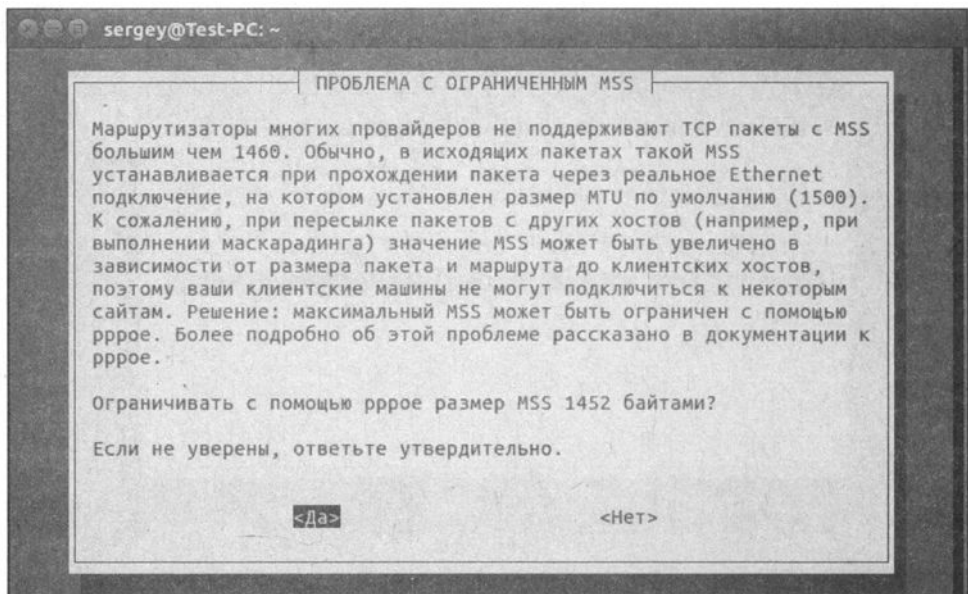 sergey@Test-PC: ~
ПРОБЛЕМА С ОГРАНИЧЕННЫМ MSS
Маршрутизаторы многих провайдеров не поддерживают TCP пакеты с MSS
большим чем 1460. Обычно, в исходящих пакетах такой MSS
устанавливается при прохождении пакета через реальное Ethernet
подключение, на котором установлен размер MTU по умолчанию (1500).
К сожалению, при пересылке пакетов с других хостов (например, при
выполнении маскарадинга) значение MSS может быть увеличено в
зависимости от размера пакета и маршрута до клиентских хостов,
поэтому ваши клиентские машины не могут подключиться к некоторым
сайтам. Решение: максимальный MSS может быть ограничен с помощью
pppoe. Более подробно об этой проблеме рассказано в документации к
pppoe.
Ограничивать с помощью pppoe размер MSS 1452 байтами?
Если не уверены, ответьте утвердительно.
<Да> <Нет>